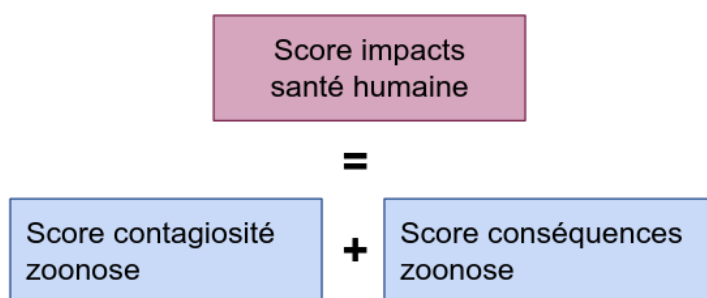 Score impacts
santé humaine
=
Score contagiosité
zoonose
+
Score conséquences
zoonose